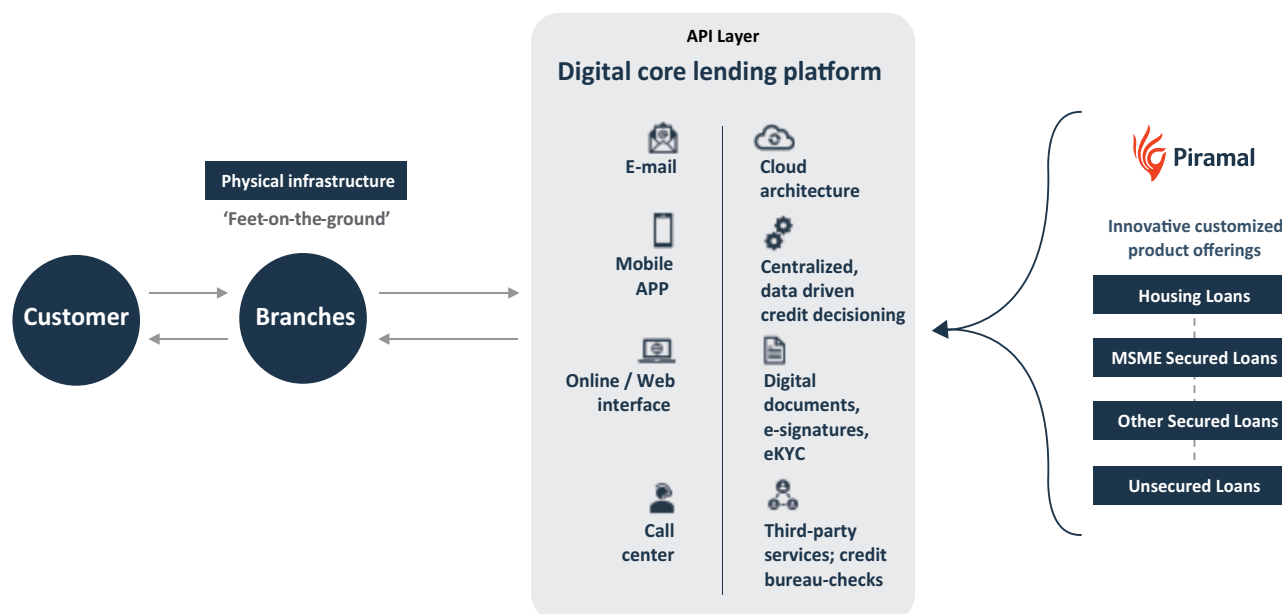 Physical infrastructure
‘Feet-on-the-ground’
Customer
Branches
API Layer
Digital core lending platform
E-mail
Mobile
APP
Online / Web
interface
Call
center
Cloud
architecture
Centralized,
data driven
credit decisioning
Digital
documents,
e-signatures,
eKYC
Third-party
services; credit
bureau-checks
Piramal
Innovative customized
product offerings
Housing Loans
MSME Secured Loans
Other Secured Loans
Unsecured Loans